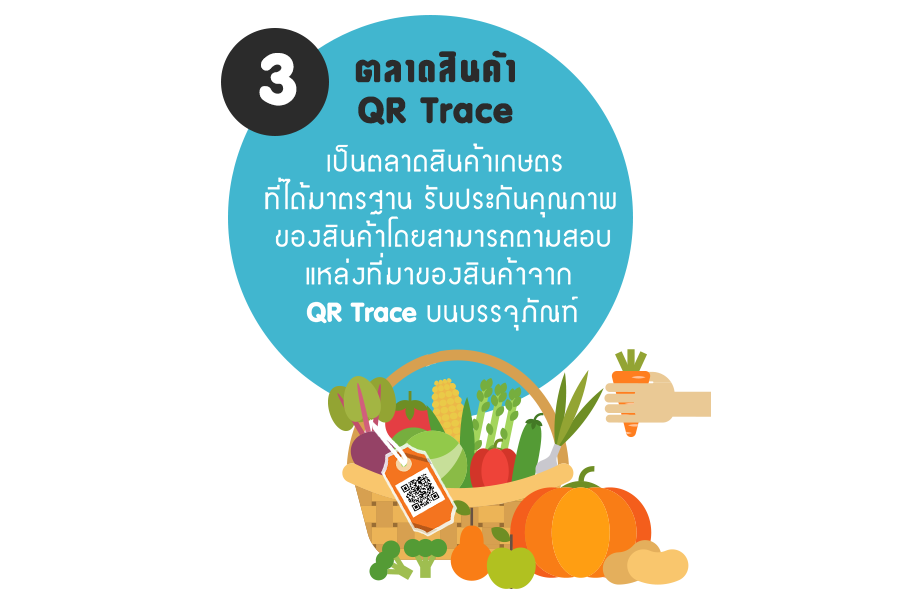 3
ตลาดสินค้า
QR Trace
เป็นตลาดสินค้าเกษตร
ที่ได้มาตรฐาน รับประกันคุณภาพ
ของสินค้าโดยสามารถตามสอบ
แหล่งที่มาของสินค้าจาก
QR Trace บนบรรจุภัณฑ์